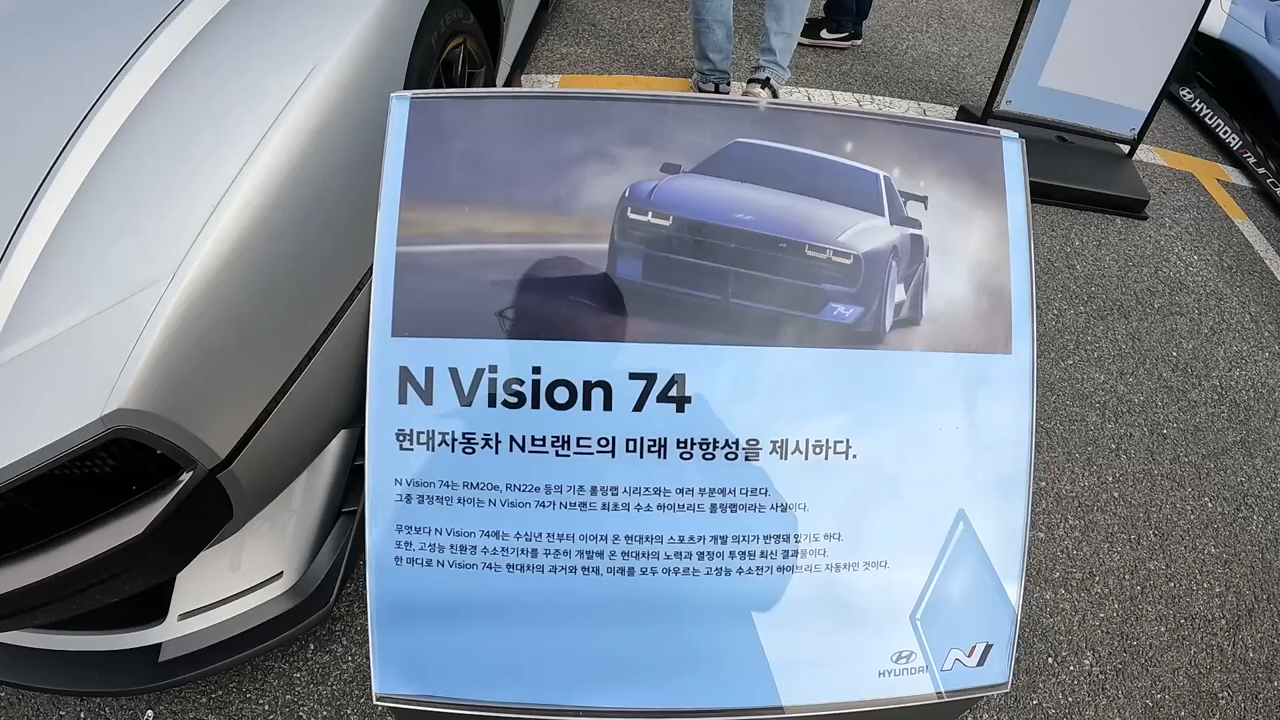 P ZERO
HYUNDAI
74
N Vision 74
현대자동차 N브랜드의 미래 방향성을 제시하다.
N Vision 74는 RM20e, RN22e 등의 기존 롤링랩 시리즈와는 여러 부분에서 다르다.
그중 결정적인 차이는 N Vision 74가 N브랜드 최초의 수소 하이브리드 롤링랩이라는 사실이다.
무엇보다 N Vision 74에는 수십년 전부터 이어져 온 현대차의 스포츠카 개발 의지가 반영돼 있기도 하다.
또한, 고성능 친환경 수소전기차를 꾸준히 개발해 온 현대차의 노력과 열정이 투영된 최신 결과물이다.
한 마디로 N Vision 74는 현대차의 과거와 현재, 미래를 모두 아우르는 고성능 수소전기 하이브리드 자동차인 것이다.
HYUNDAI
N